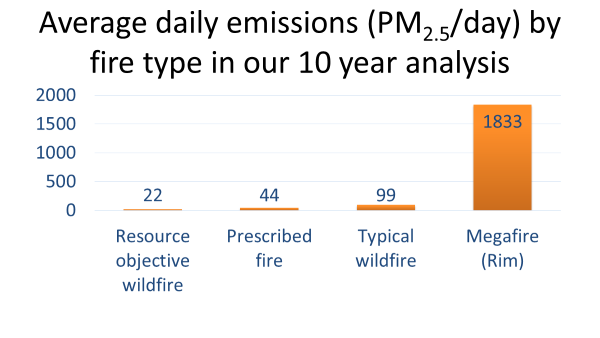 Average daily emissions (PM2.5/day) by
fire type in our 10 year analysis
2000
1500
1000
500
0
22
44
99
1833
Resource
objective
wildfire
Prescribed
fire
Typical
wildfire
Megafire
(Rim)